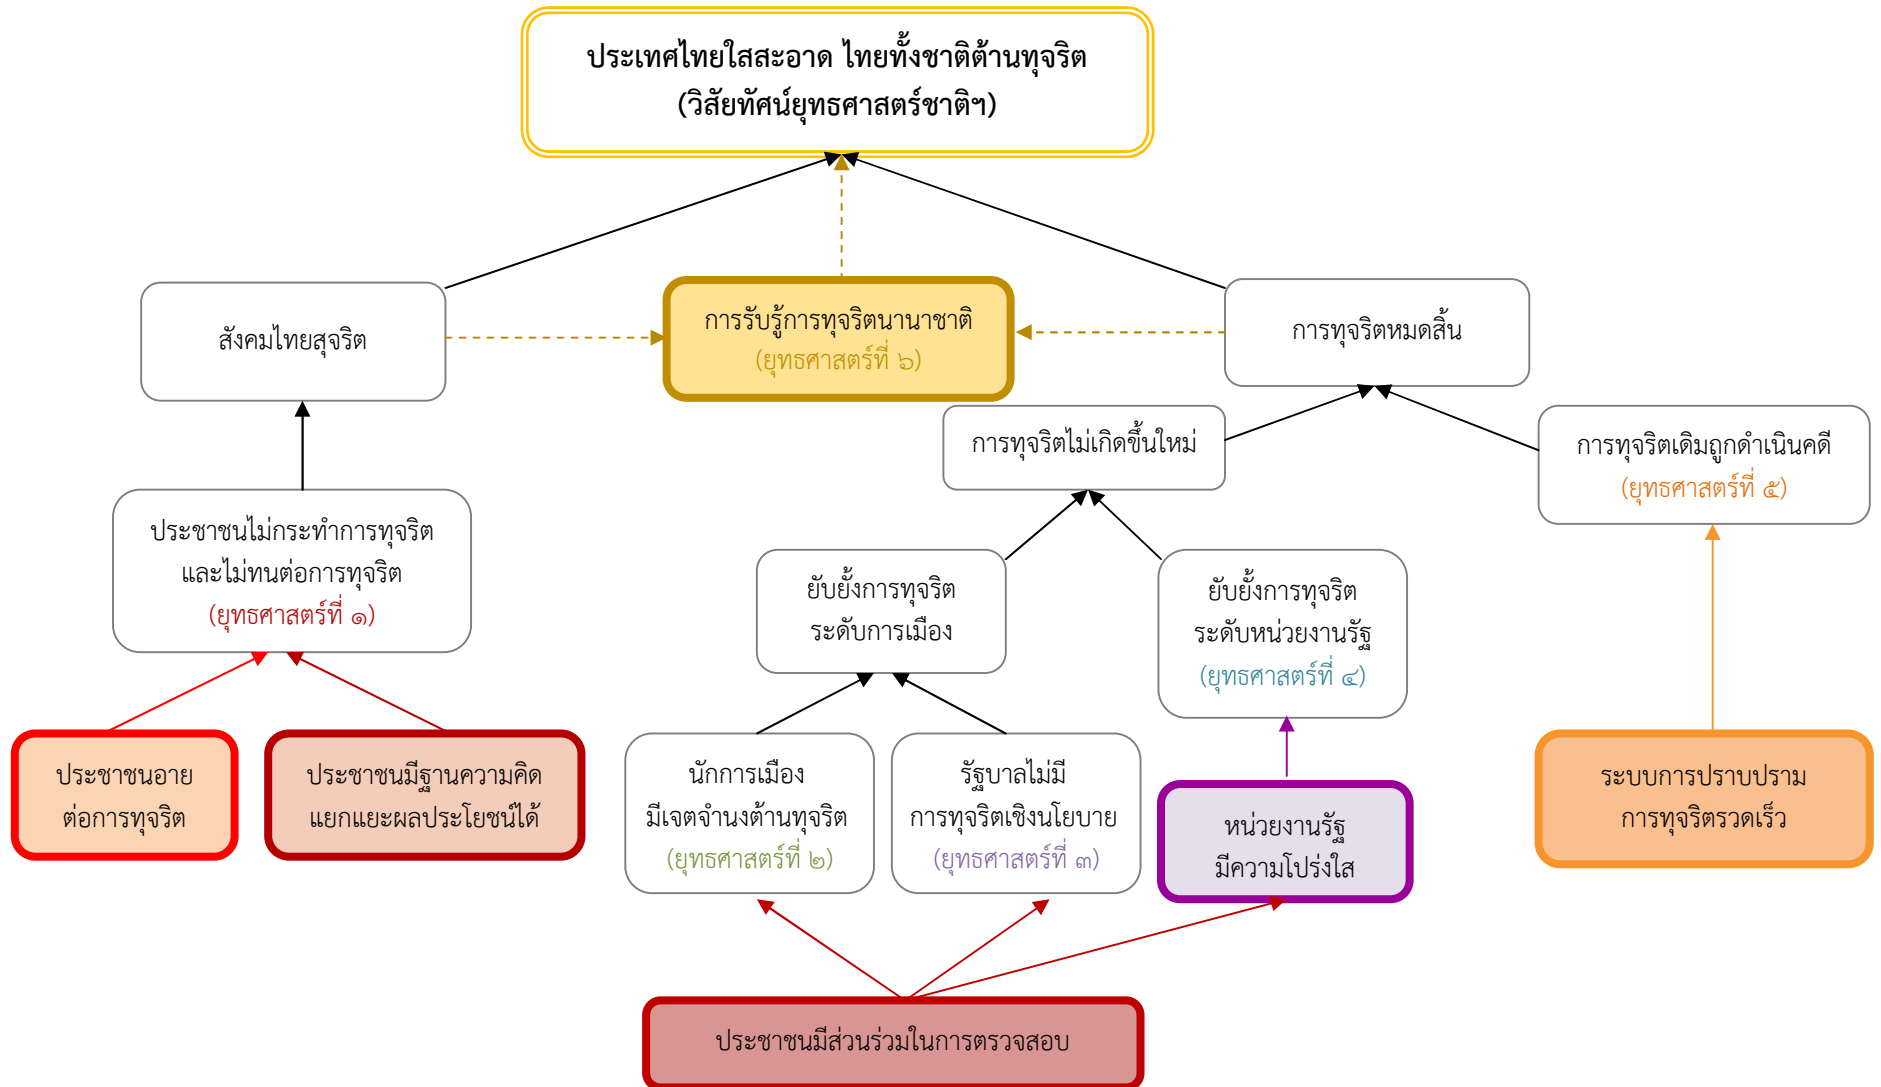 ประเทศไทยใสสะอาด ไทยทั้งชาติต้านทุจริต
(วิสัยทัศน์ยุทธศาสตร์ชาติฯ)
สังคมไทยสุจริต
การรับรู้การทุจริตนานาชาติ
(ยุทธศาสตร์ที่ ๖)
การทุจริตหมดสิ้น
การทุจริตไม่เกิดขึ้นใหม่
การทุจริตเดิมถูกดำเนินคดี
(ยุทธศาสตร์ที่ ๕)
ประชาชนไม่กระทำการทุจริต
และไม่ทนต่อการทุจริต
(ยุทธศาสตร์ที่ ๑)
ยับยั้งการทุจริต
ระดับการเมือง
ยับยั้งการทุจริต
ระดับหน่วยงานรัฐ
(ยุทธศาสตร์ที่ ๔)
ประชาชนอาย
ต่อการทุจริต
ประชาชนมีฐานความคิด
แยกแยะผลประโยชน์ได้
นักการเมือง
มีเจตจำนงต้านทุจริต
(ยุทธศาสตร์ที่ ๒)
รัฐบาลไม่มี
การทุจริตเชิงนโยบาย
(ยุทธศาสตร์ที่ ๓)
หน่วยงานรัฐ
มีความโปร่งใส
ระบบการปราบปราม
การทุจริตรวดเร็ว
ประชาชนมีส่วนร่วมในการตรวจสอบ